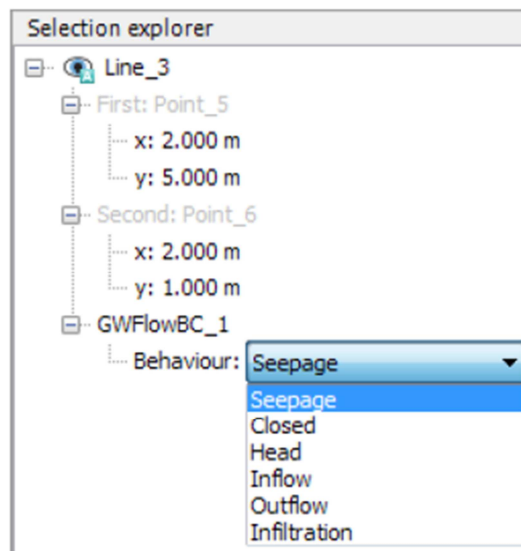 Selection explorer
Line_3
First: Point_5
x: 2.000 m
y: 5.000 m
Second: Point_6
x: 2.000 m
y: 1.000 m
GWFlowBC_1
Behaviour: Seepage
Seepage
Closed
Head
Inflow
Outflow
Infiltration